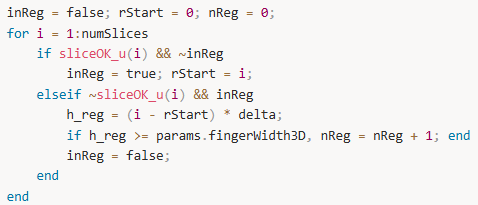 inReg = false; rStart = 0; nReg = 0;
for i = 1:numSlices
    if sliceOK_u(i) && ~inReg
        inReg = true; rStart = i;
    elseif ~sliceOK_u(i) && inReg
        h_reg = (i - rStart) * delta;
        if h_reg >= params.fingerWidth3D, nReg = nReg + 1; end
        inReg = false;
    end
end